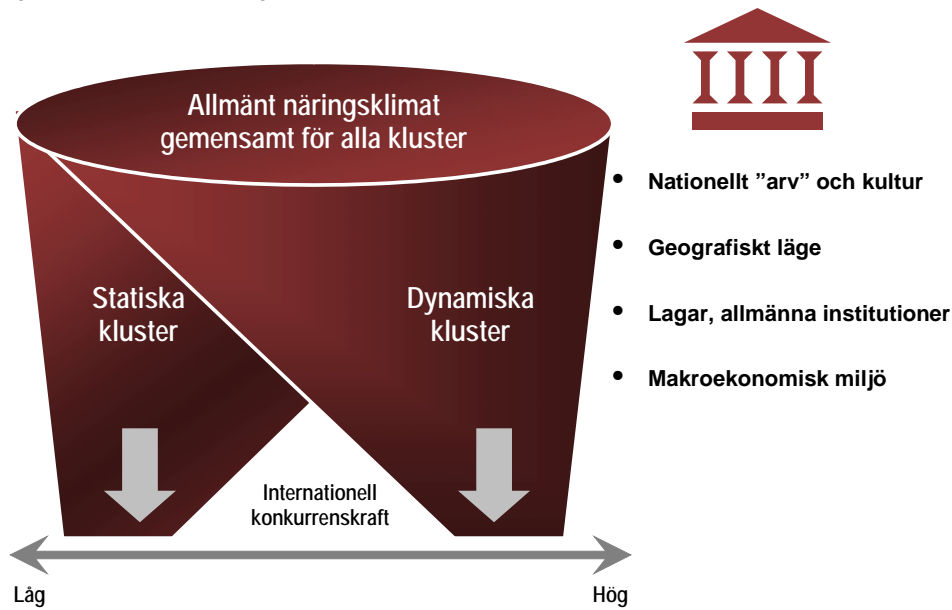 Allmänt näringsklimat
gemensamt för alla kluster
Statiska
kluster
Dynamiska
kluster
Internationell
konkurrenskraft
Låg
Hög
• Nationellt ”arv” och kultur
• Geografiskt läge
• Lagar, allmänna institutioner
• Makroekonomisk miljö